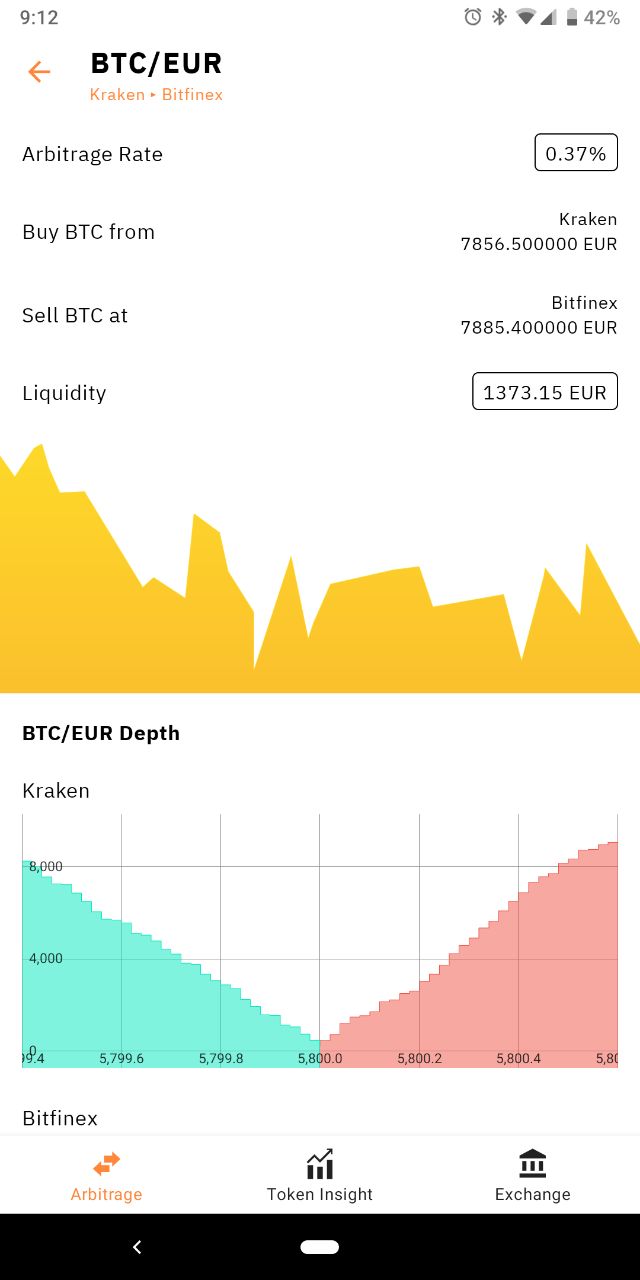 9:12
42%
BTC/EUR
Kraken ▸ Bitfinex
Arbitrage Rate
0.37%
Buy BTC from
Kraken
7856.500000 EUR
Sell BTC at
Bitfinex
7885.400000 EUR
Liquidity
1373.15 EUR
BTC/EUR Depth
Kraken
8,000
4,000
0
99.4 5,799.6 5,799.8 5,800.0 5,800.2 5,800.4 5,80
Bitfinex
Arbitrage Token Insight Exchange